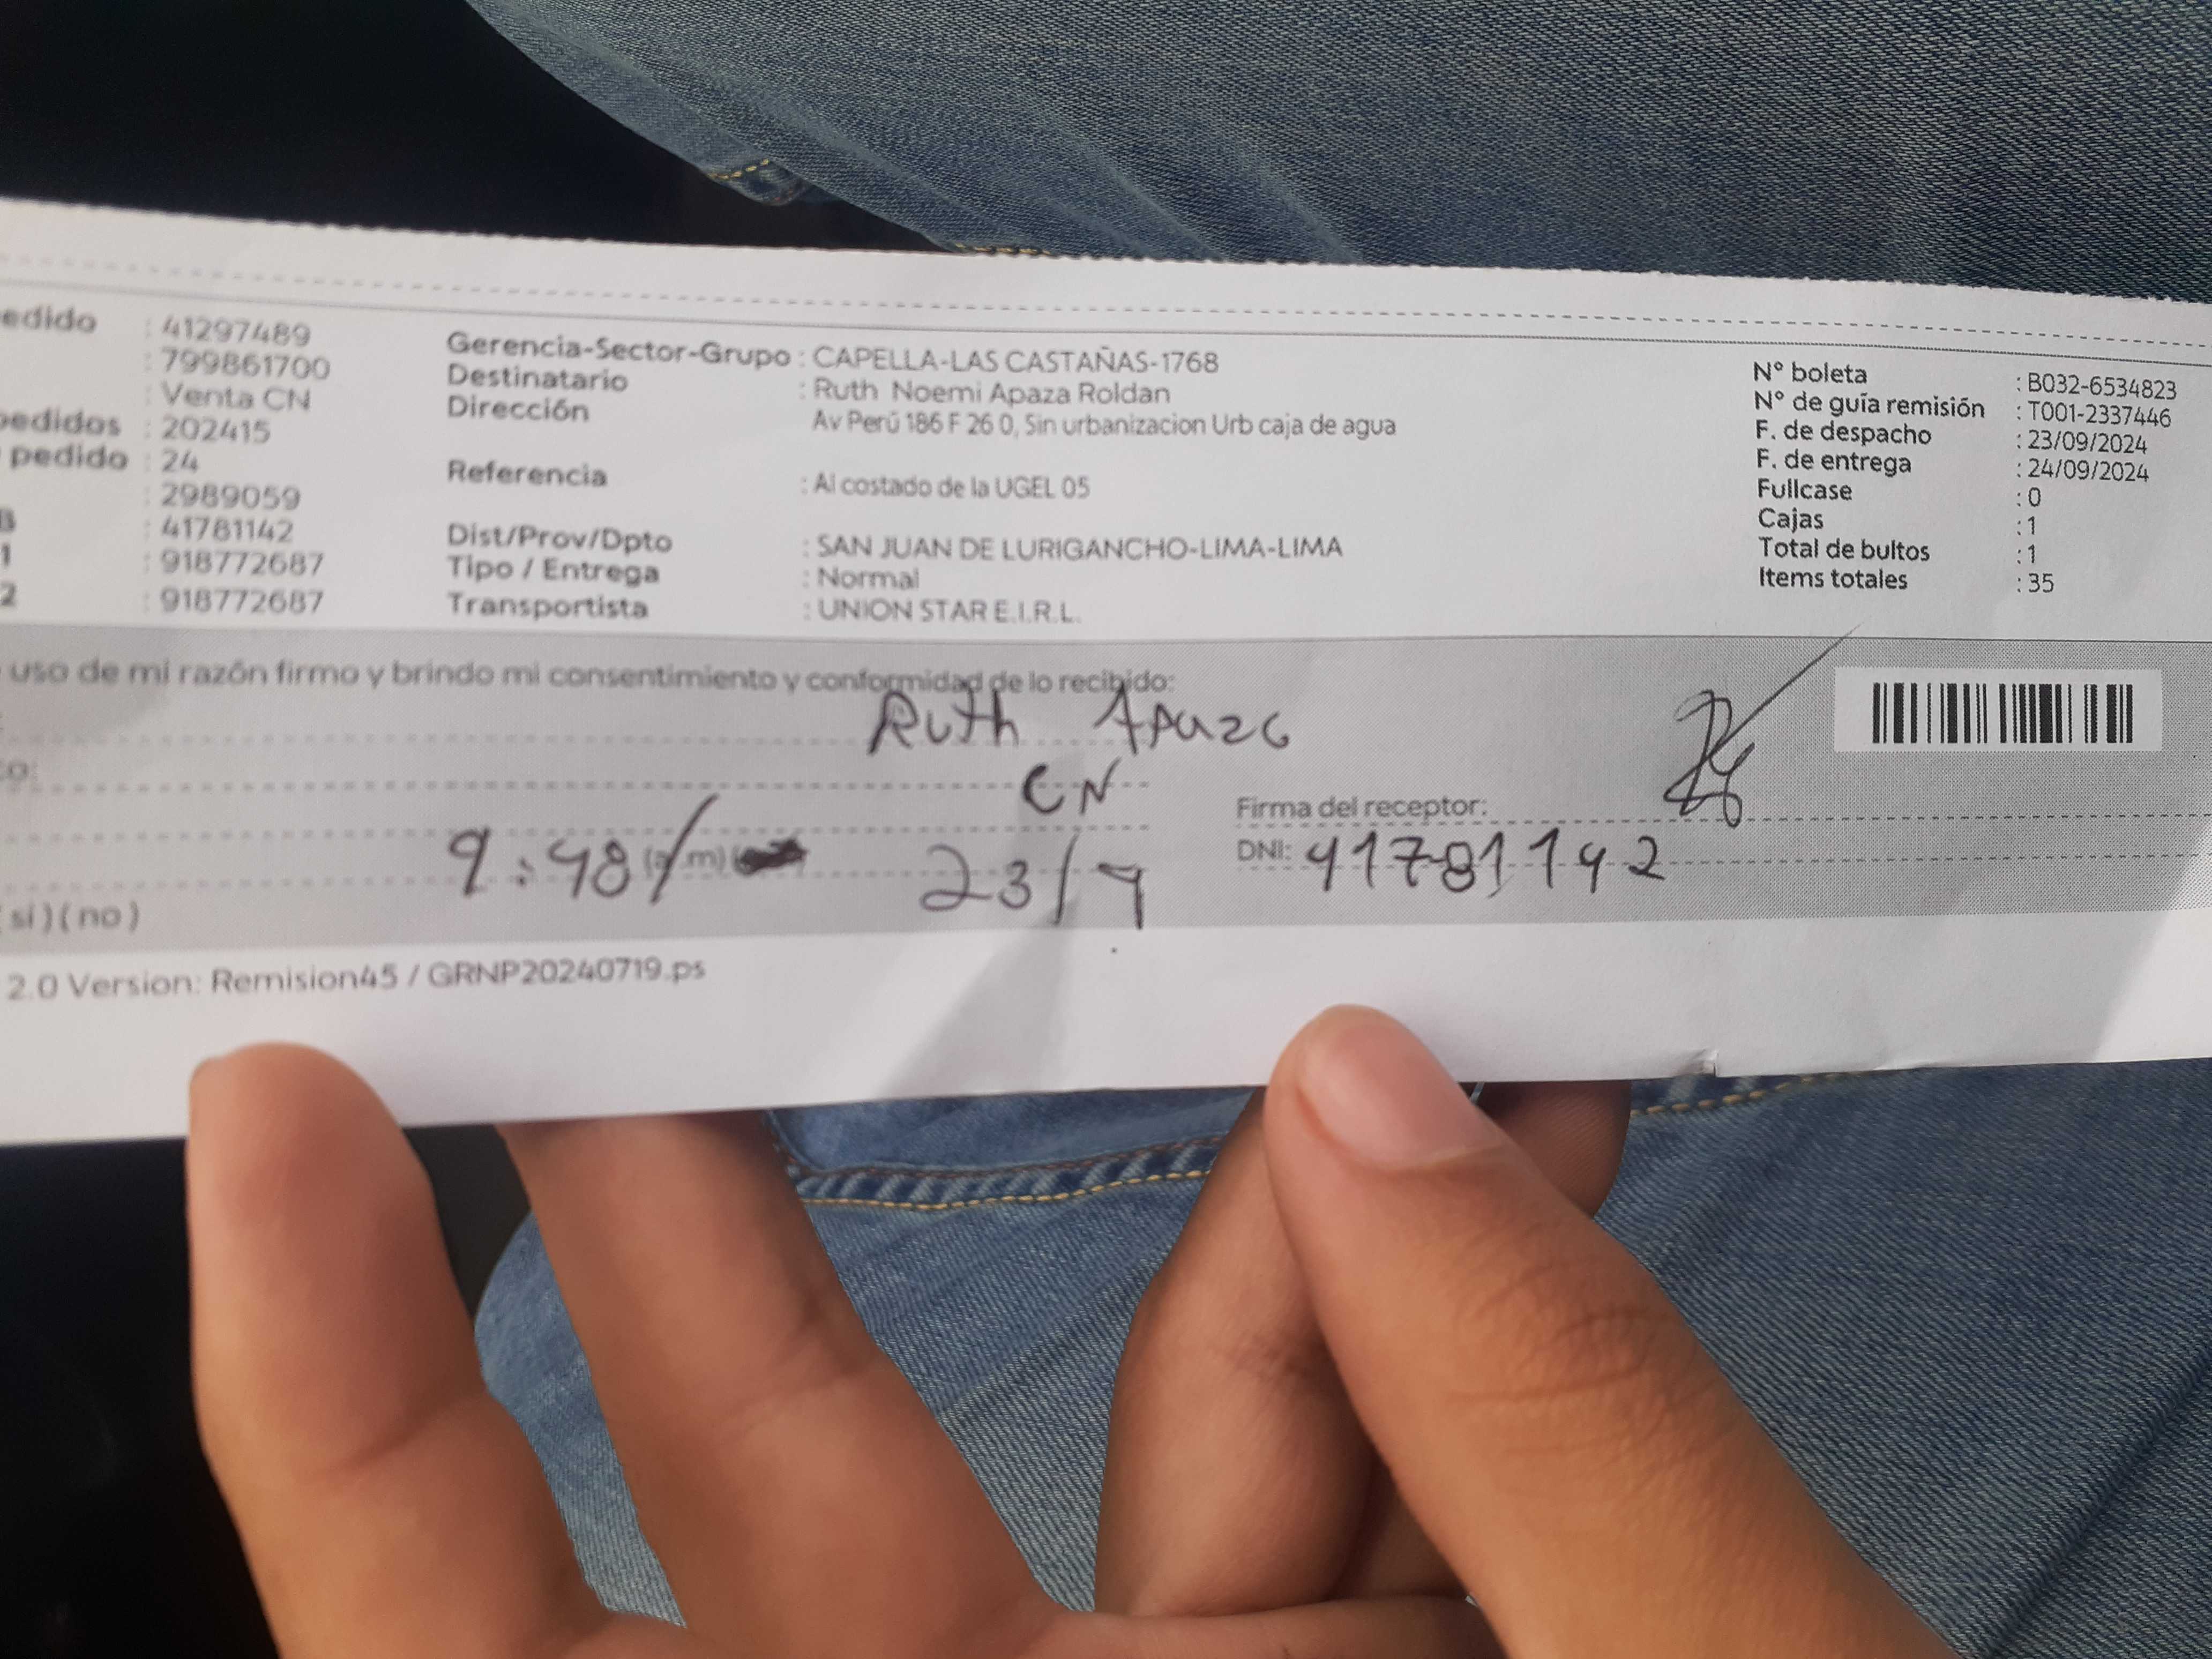 edido : 41297489
: 799861700
: Venta CN
pedidos : 202415
pedido : 24
: 2989059
B : 41781142
1 : 918772687
2 : 918772687
Gerencia-Sector-Grupo : CAPELLA-LAS CASTAÑAS-1768
Destinatario : Ruth Noemi Apaza Roldan
Dirección Av Perú 186 F 26 0, Sin urbanizacion Urb caja de agua
Referencia : Al costado de la UGEL 05
Dist/Prov/Dpto : SAN JUAN DE LURIGANCHO-LIMA-LIMA
Tipo / Entrega : Normal
Transportista : UNION STAR E.I.R.L.
N° boleta : B032-6534823
N° de guía remisión : T001-2337446
F. de despacho : 23/09/2024
F. de entrega : 24/09/2024
Fullcase : 0
Cajas : 1
Total de bultos : 1
Items totales : 35
uso de mi razón firmo y brindo mi consentimiento y conformidad de lo recibido:
Ruth Apaza
CN
Firma del receptor:
9:48 (a.m) 23/9
DNI: 41781142
(si) (no)
2.0 Version: Remision45 / GRNP20240719.ps